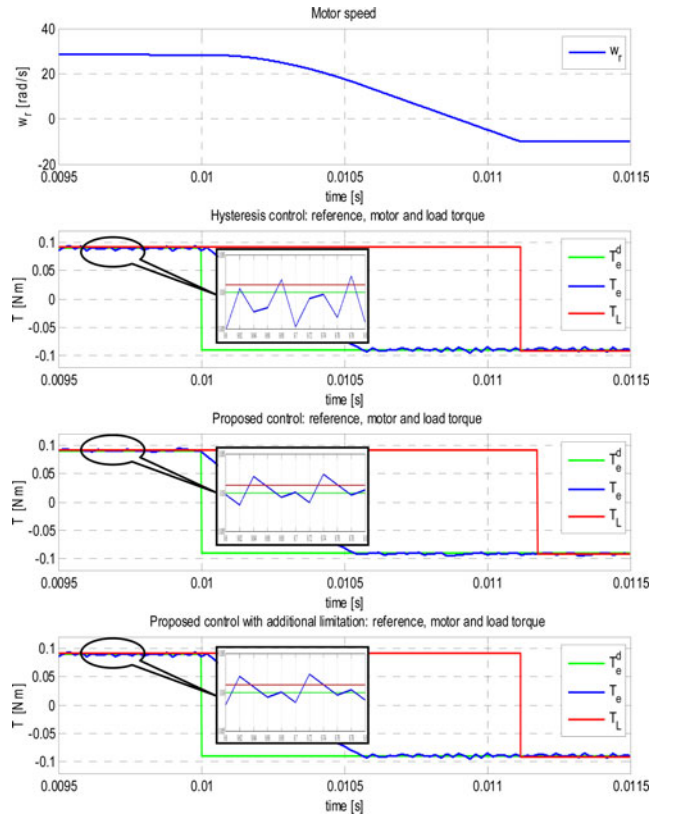 Motor speed
w_r [rad/s]
40
20
0
-20
w_r
0.0095 0.01 0.0105 0.011 0.0115
time [s]
Hysteresis control: reference, motor and load torque
T [Nm]
0.1
0.05
0
-0.05
-0.1
T_e^d
T_e
T_L
0.0095 0.01 0.0105 0.011 0.0115
time [s]
Proposed control: reference, motor and load torque
T [Nm]
0.1
0.05
0
-0.05
-0.1
T_e^d
T_e
T_L
0.0095 0.01 0.0105 0.011 0.0115
time [s]
Proposed control with additional limitation: reference, motor and load torque
T [Nm]
0.1
0.05
0
-0.05
-0.1
T_e^d
T_e
T_L
0.0095 0.01 0.0105 0.011 0.0115
time [s]